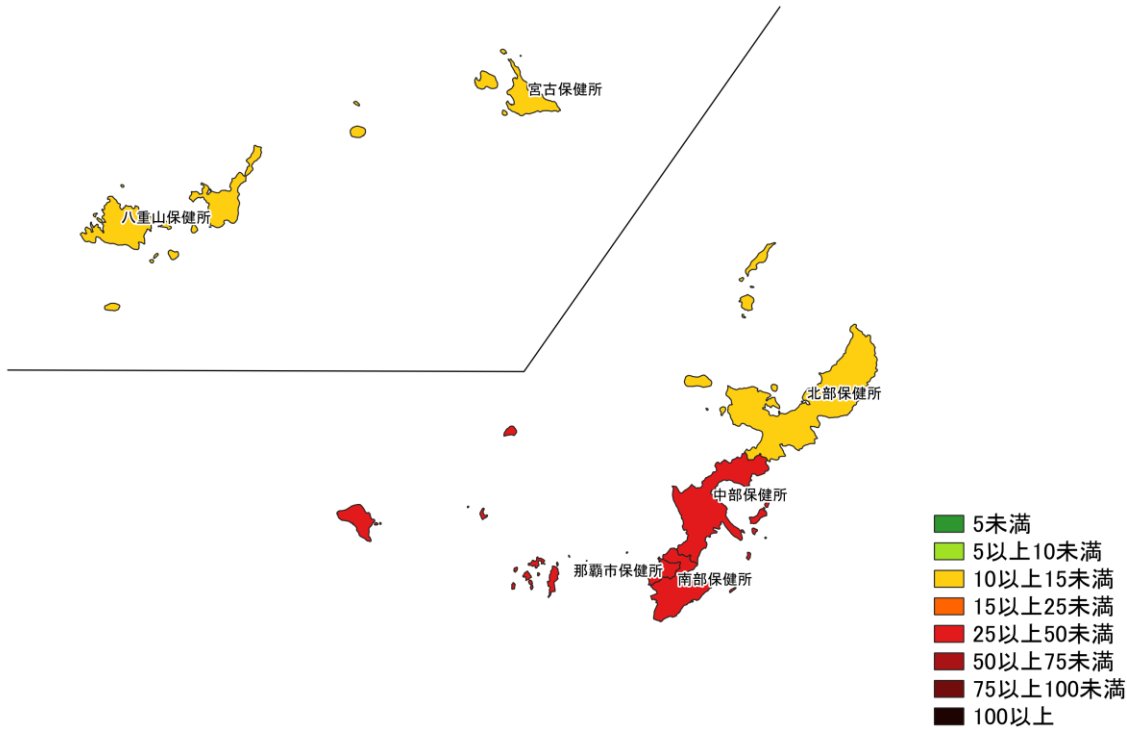 宮古保健所
八重山保健所
北部保健所
中部保健所
那覇市保健所
南部保健所
5未満
5以上10未満
10以上15未満
15以上25未満
25以上50未満
50以上75未満
75以上100未満
100以上